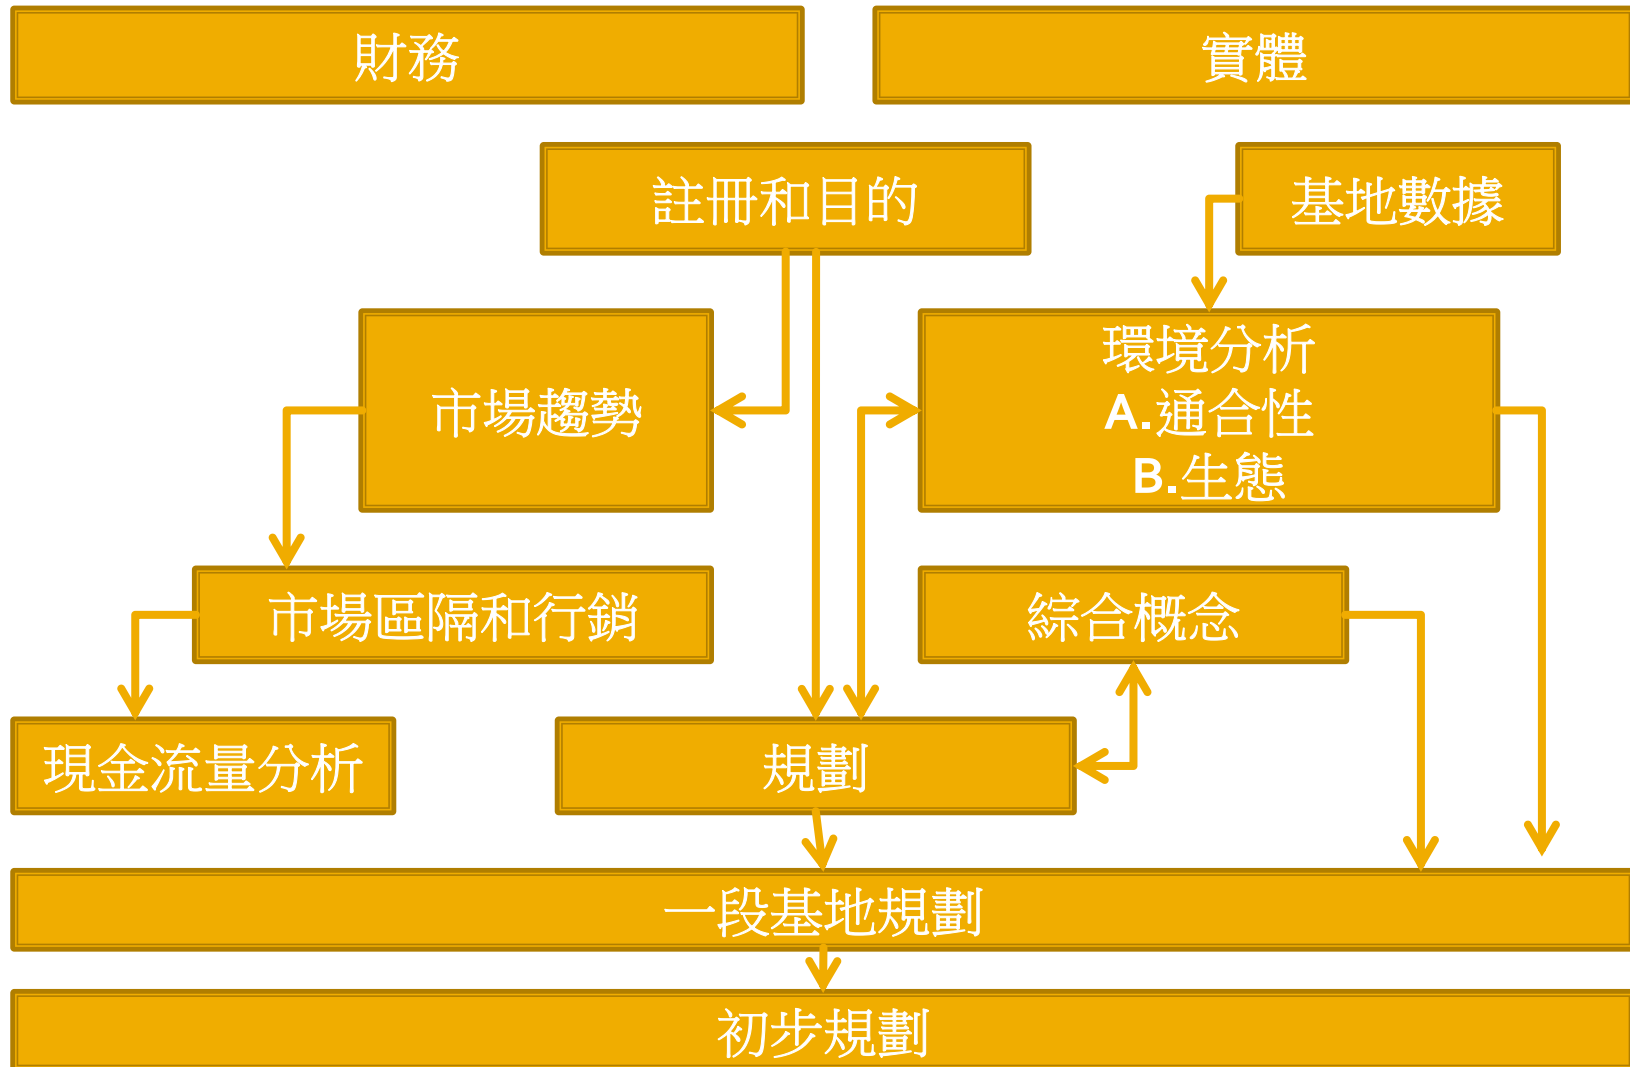 財務
實體
註冊和目的
基地數據
市場趨勢
環境分析
A.通合性
B.生態
市場區隔和行銷
綜合概念
現金流量分析
規劃
一段基地規劃
初步規劃